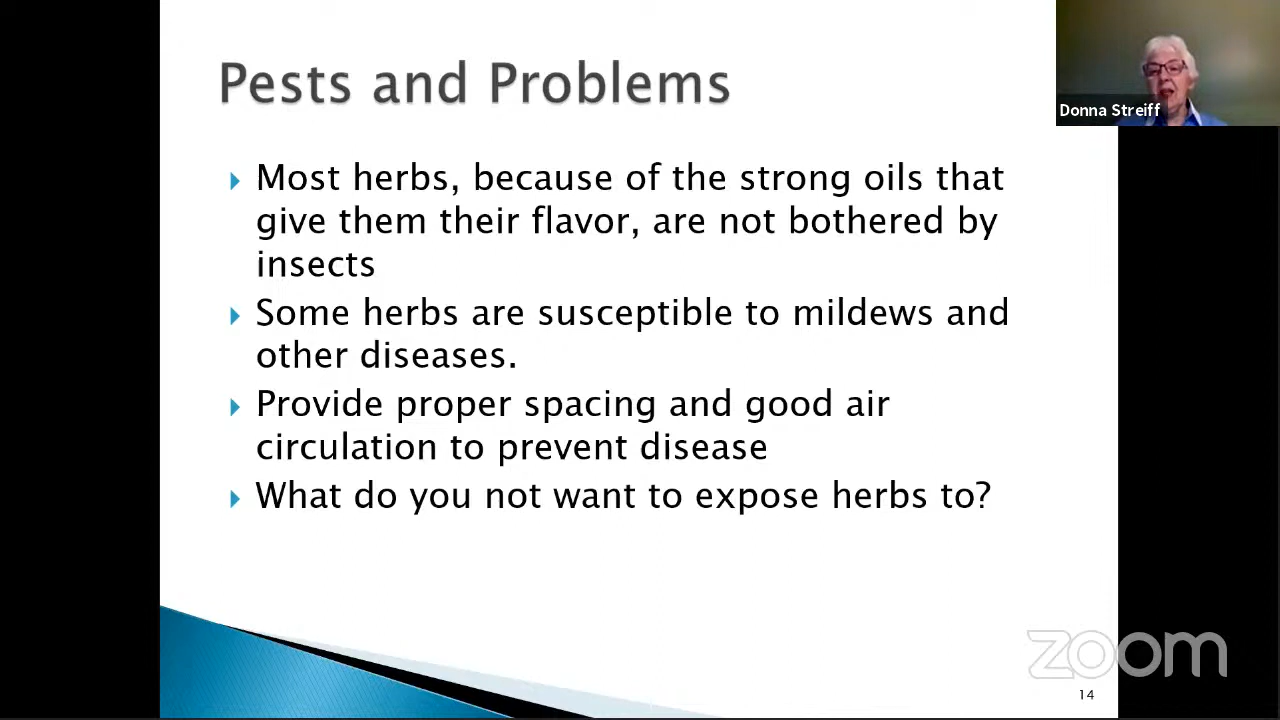 Pests and Problems
Donna Streiff
Most herbs, because of the strong oils that
give them their flavor, are not bothered by
insects
Some herbs are susceptible to mildews and
other diseases.
Provide proper spacing and good air
circulation to prevent disease
What do you not want to expose herbs to?
zoom
14